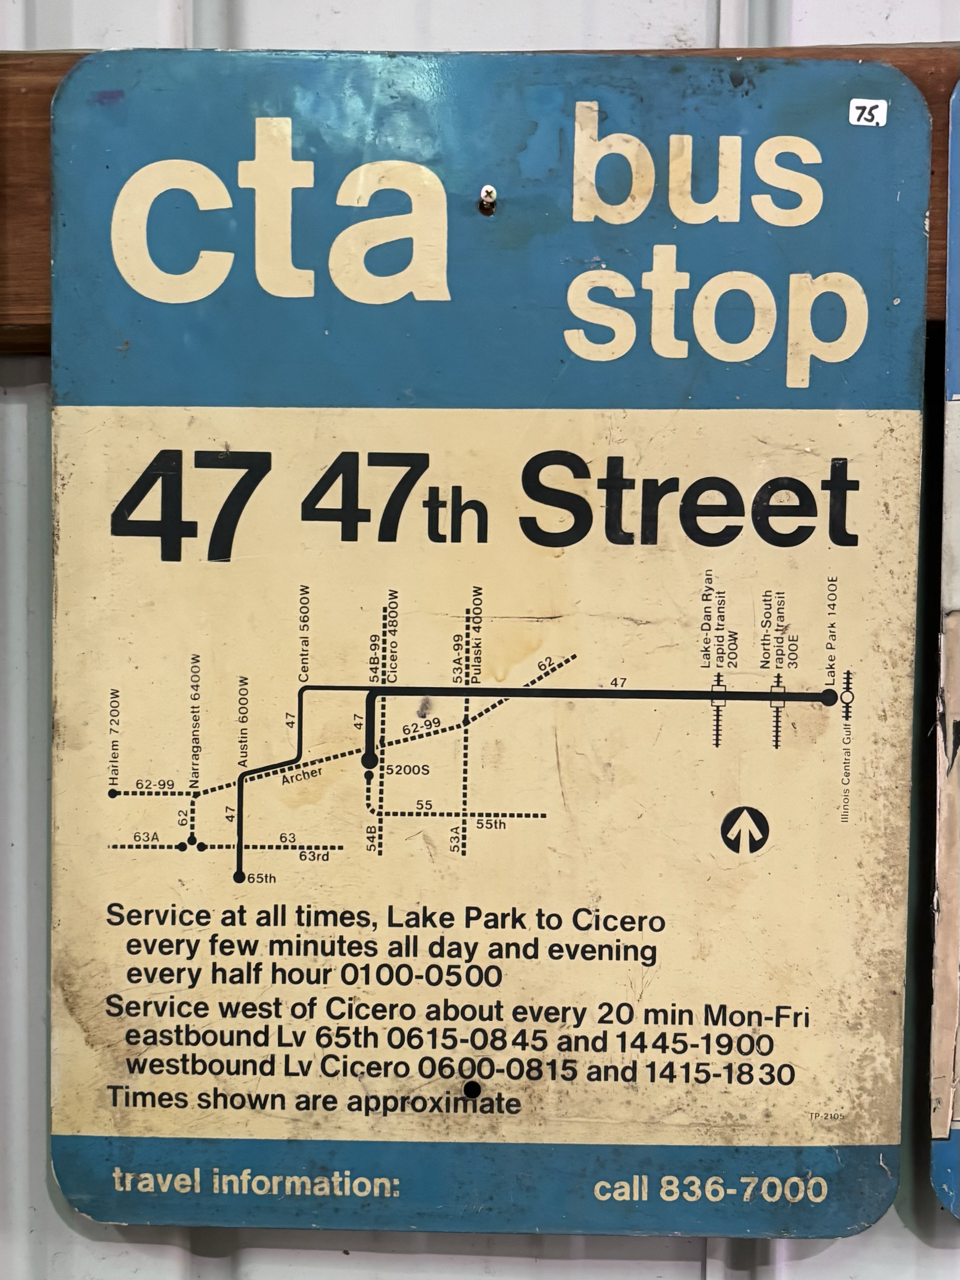 75.
cta
bus
stop
47 47th Street
Harlem 7200W
Narragansett 6400W
Austin 6000W
Central 5600W
54B-99
Cicero 4800W
53A-99
Pulaski 4000W
62
47
Lake-Dan Ryan
rapid transit
200W
North-South
rapid transit
300E
Lake Park 1400E
Illinois Central Gulf
47
47
62-99
62-99
Archer
5200S
62
47
55
55th
63A
63
63rd
54B
53A
65th
Service at all times, Lake Park to Cicero
every few minutes all day and evening
every half hour 0100-0500
Service west of Cicero about every 20 min Mon-Fri
eastbound Lv 65th 0615-0845 and 1445-1900
westbound Lv Cicero 0600-0815 and 1415-1830
Times shown are approximate
TP-2105
travel information:
call 836-7000